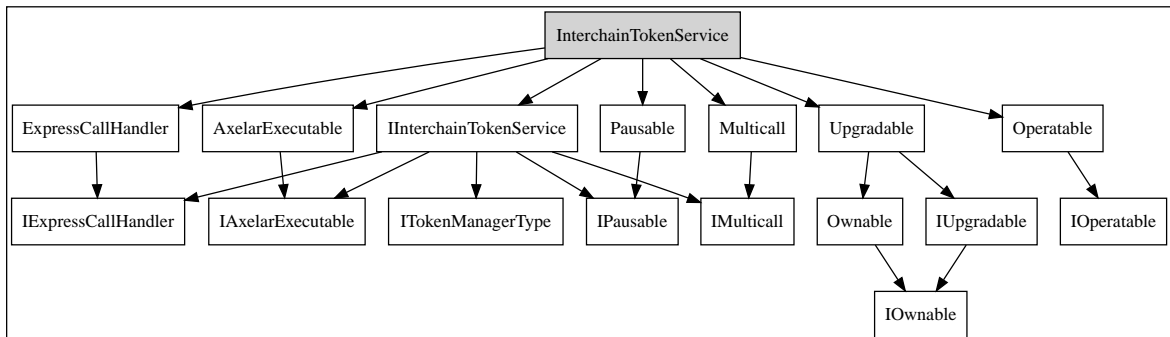 InterchainTokenService
ExpressCallHandler
AxelarExecutable
IInterchainTokenService
Pausable
Multicall
Upgradable
Operatable
IExpressCallHandler
IAxelarExecutable
ITokenManagerType
IPausable
IMulticall
Ownable
IUpgradable
IOperatable
IOwnable